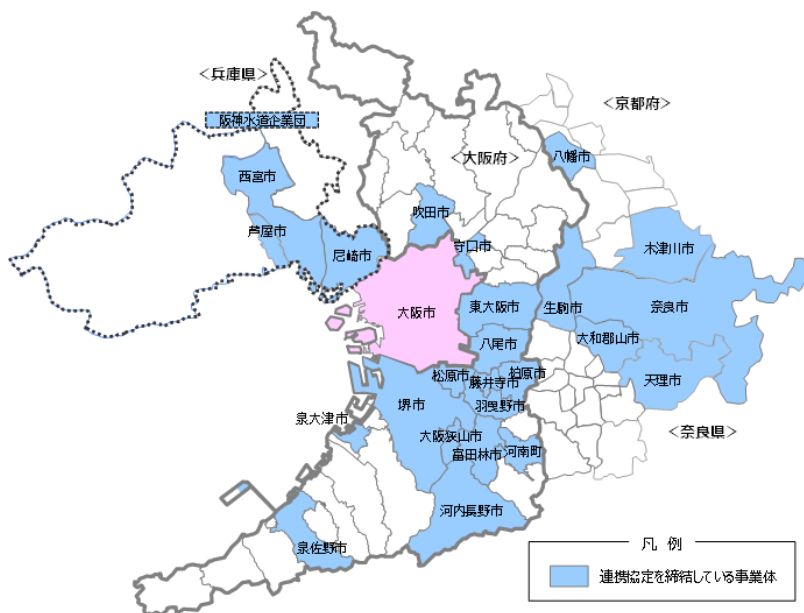 <兵庫県>
<京都府>
阪神水道企業団
<大阪府>
八幡市
西宮市
吹田市
芦屋市
尼崎市
守口市
木津川市
大阪市
東大阪市
生駒市
奈良市
八尾市
大和郡山市
松原市
柏原市
藤井寺市
天理市
堺市
羽曳野市
泉大津市
大阪狭山市
<奈良県>
富田林市
河南町
河内長野市
泉佐野市
凡 例
連携協定を締結している事業体